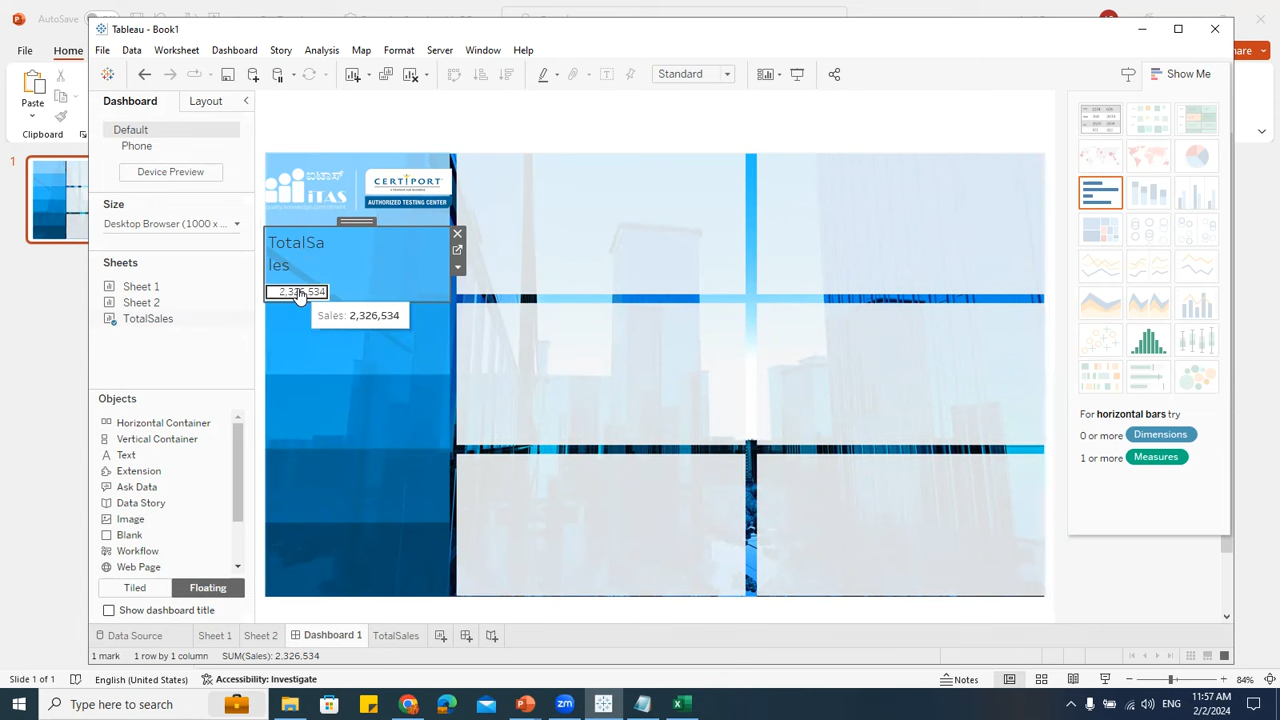 AutoSave
Tableau - Book1
File
Home
File Data Worksheet Dashboard Story Analysis Map Format Server Window Help
Standard
Show Me
Paste
Clipboard
Dashboard Layout
Default
Phone
Device Preview
Size
Desktop Browser (1000 x ...
Sheets
Sheet 1
Sheet 2
TotalSales
ITAS
CERTIPORT
AUTHORIZED TESTING CENTER
TotalSa
les
2,326,534
Sales: 2,326,534
Objects
Horizontal Container
Vertical Container
Text
Extension
Ask Data
Data Story
Image
Blank
Workflow
Web Page
Tiled Floating
Show dashboard title
For horizontal bars try
0 or more Dimensions
1 or more Measures
Data Source Sheet 1 Sheet 2 Dashboard 1 TotalSales
1 mark 1 row by 1 column SUM(Sales): 2,326,534
Slide 1 of 1 English (United States) Accessibility: Investigate Notes 84%
Type here to search
ENG
11:57 AM
2/2/2024
1